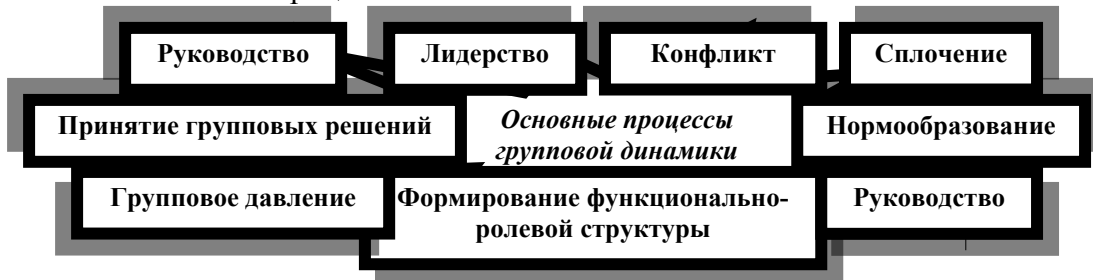 Руководство
Лидерство
Конфликт
Сплочение
Принятие групповых решений
Основные процессы
групповой динамики
Нормообразование
Групповое давление
Формирование функционально-
ролевой структуры
Руководство